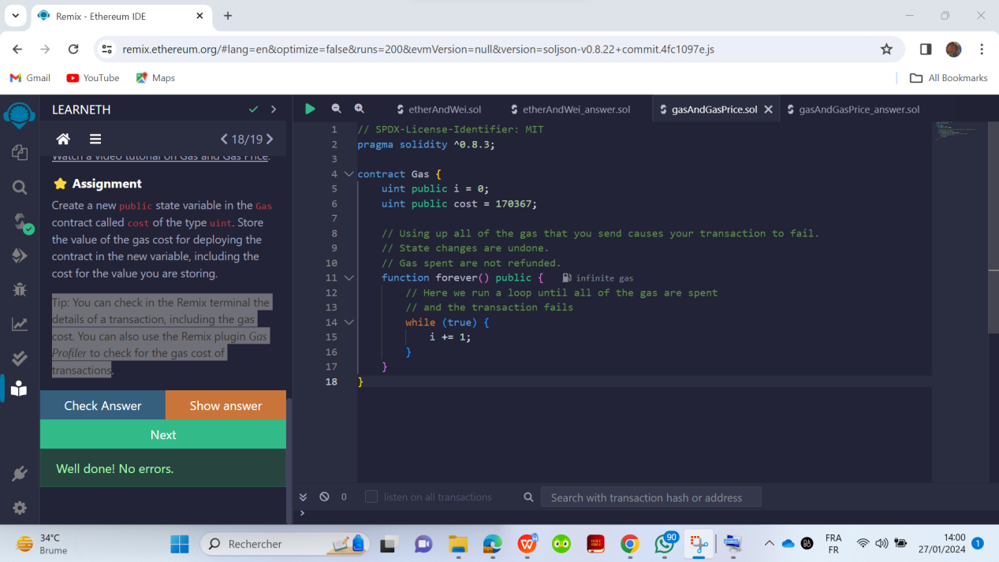 Remix - Ethereum IDE
remix.ethereum.org/#lang=en&optimize=false&runs=200&evmVersion=null&version=soljson-v0.8.22+commit.4fc1097e.js
Gmail YouTube Maps All Bookmarks
LEARNETH
18/19
Watch a video tutorial on Gas and Gas Price.
Assignment
Create a new public state variable in the Gas
contract called cost of the type uint. Store
the value of the gas cost for deploying the
contract in the new variable, including the
cost for the value you are storing.
Tip: You can check in the Remix terminal the
details of a transaction, including the gas
cost. You can also use the Remix plugin Gas
Profiler to check for the gas cost of
transactions.
Check Answer Show answer
Next
Well done! No errors.
etherAndWei.sol etherAndWei_answer.sol gasAndGasPrice.sol gasAndGasPrice_answer.sol
1 // SPDX-License-Identifier: MIT
2 pragma solidity ^0.8.3;
3
4 contract Gas {
5 uint public i = 0;
6 uint public cost = 170367;
7
8 // Using up all of the gas that you send causes your transaction to fail.
9 // State changes are undone.
10 // Gas spent are not refunded.
11 function forever() public { infinite gas
12 // Here we run a loop until all of the gas are spent
13 // and the transaction fails
14 while (true) {
15 i += 1;
16 }
17 }
18 }
0 listen on all transactions Search with transaction hash or address
>
34°C
Brume
Rechercher
HOLY BIBLE
90
FRA
FR
14:00
27/01/2024
1